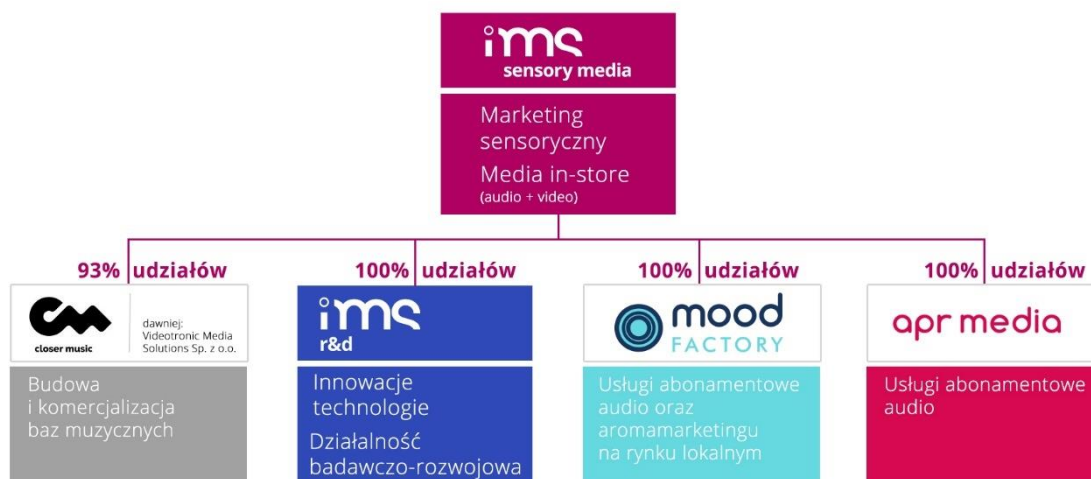 ims
sensory media
Marketing
sensoryczny
Media in-store
(audio + video)
93% udziałów
100% udziałów
100% udziałów
100% udziałów
cm
closer music
dawniej:
Videotronic Media
Solutions Sp. z o.o.
Budowa
i komercjalizacja
baz muzycznych
ims
r&d
Innowacje
technologie
Działalność
badawczo-rozwojowa
mood
FACTORY
Usługi abonamentowe
audio oraz
aromamarketingu
na rynku lokalnym
apr media
Usługi abonamentowe
audio